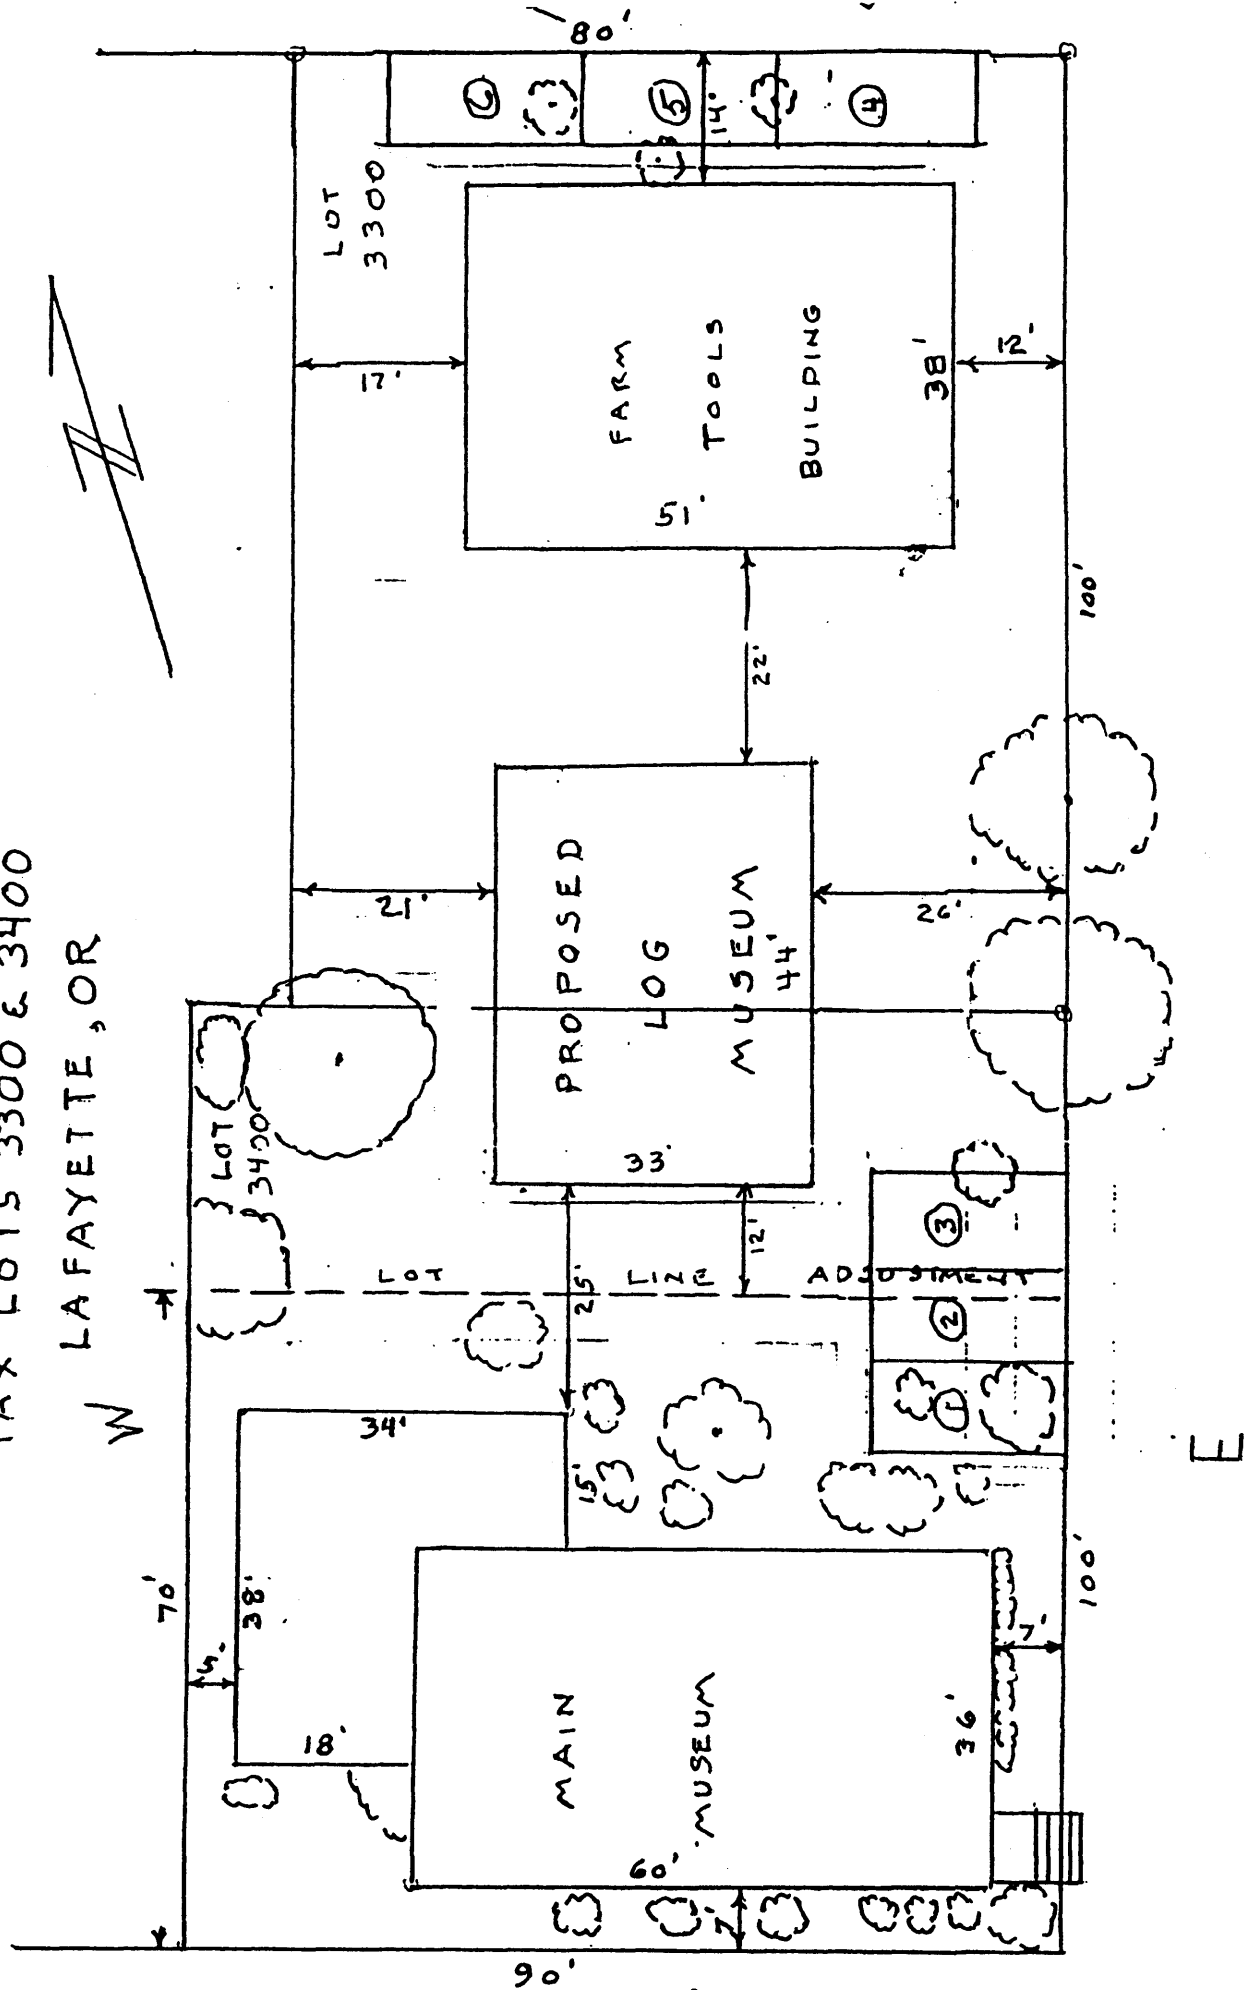 TAX LOTS 3300 & 3400
LAFAYETTE, OR
W
E
80'
6
5
4
14'
LOT
3300
17'
FARM
TOOLS
BUILDING
51'
38'
12'
100'
22'
21'
PROPOSED
LOG
MUSEUM
44'
33'
26'
LOT
3400
LOT LINE ADJUSTMENT
25'
12'
3
2
1
34'
15'
70'
38'
5'
18'
MAIN
MUSEUM
60'
36'
7'
7'
100'
90'